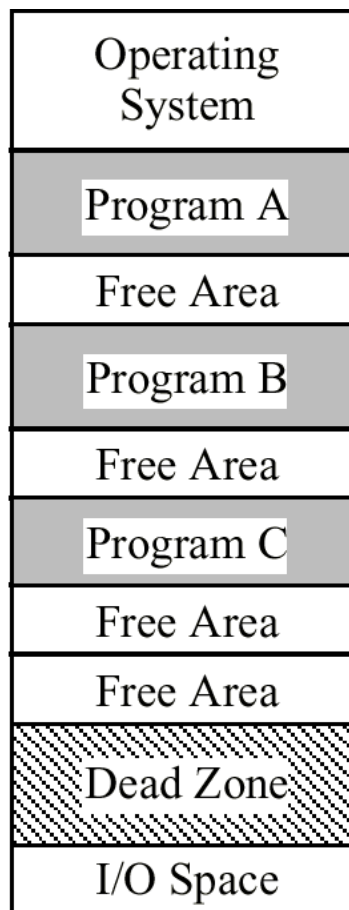 Operating
System
Program A
Free Area
Program B
Free Area
Program C
Free Area
Free Area
Dead Zone
I/O Space